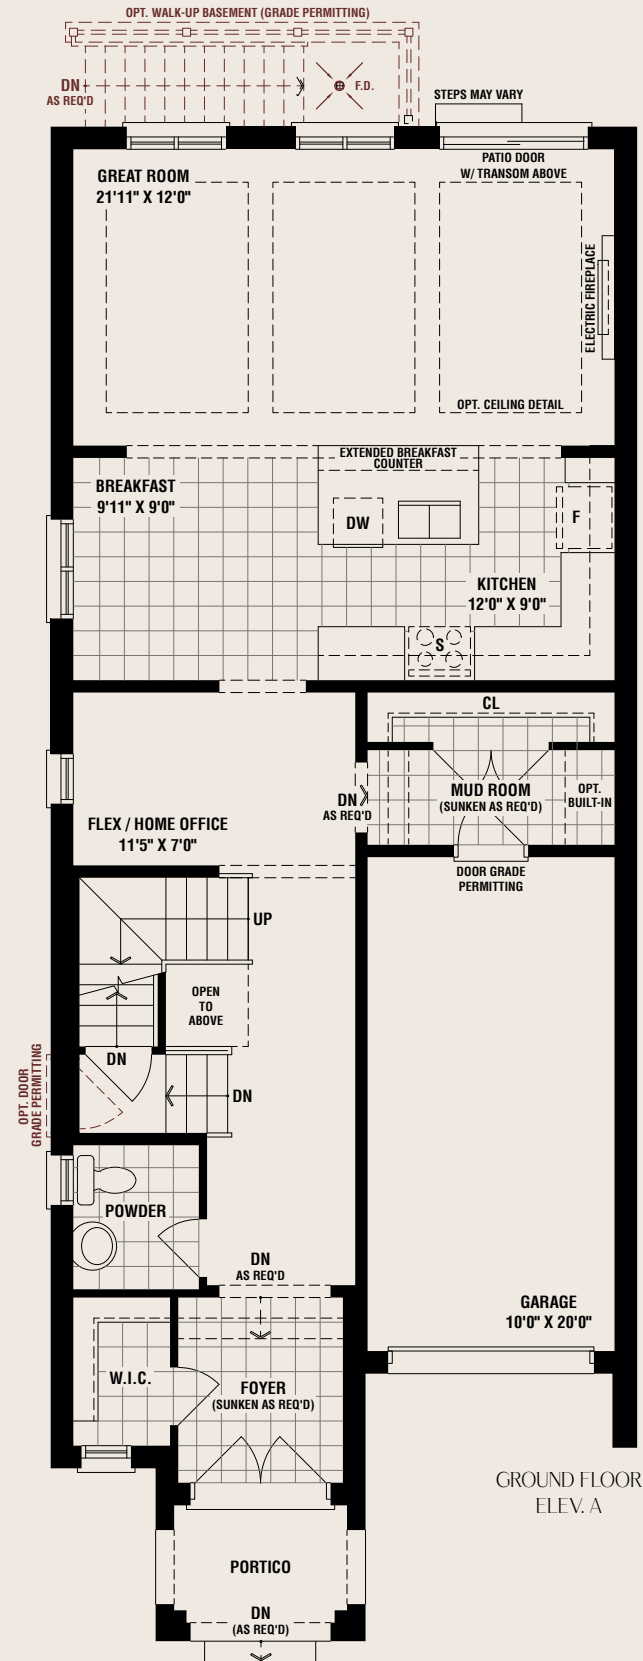 OPT. WALK-UP BASEMENT (GRADE PERMITTING)
DN
AS REQ'D
F.D.
STEPS MAY VARY
PATIO DOOR
W/ TRANSOM ABOVE
GREAT ROOM
21'11" X 12'0"
ELECTRIC FIREPLACE
OPT. CEILING DETAIL
EXTENDED BREAKFAST
COUNTER
BREAKFAST
9'11" X 9'0"
DW
F
KITCHEN
12'0" X 9'0"
S
CL
MUD ROOM
(SUNKEN AS REQ'D)
OPT.
BUILT-IN
DN
AS REQ'D
FLEX / HOME OFFICE
11'5" X 7'0"
DOOR GRADE
PERMITTING
UP
OPEN
TO
ABOVE
DN
DN
OPT. DOOR
GRADE PERMITTING
POWDER
DN
AS REQ'D
GARAGE
10'0" X 20'0"
W.I.C.
FOYER
(SUNKEN AS REQ'D)
GROUND FLOOR
ELEV. A
PORTICO
DN
(AS REQ'D)